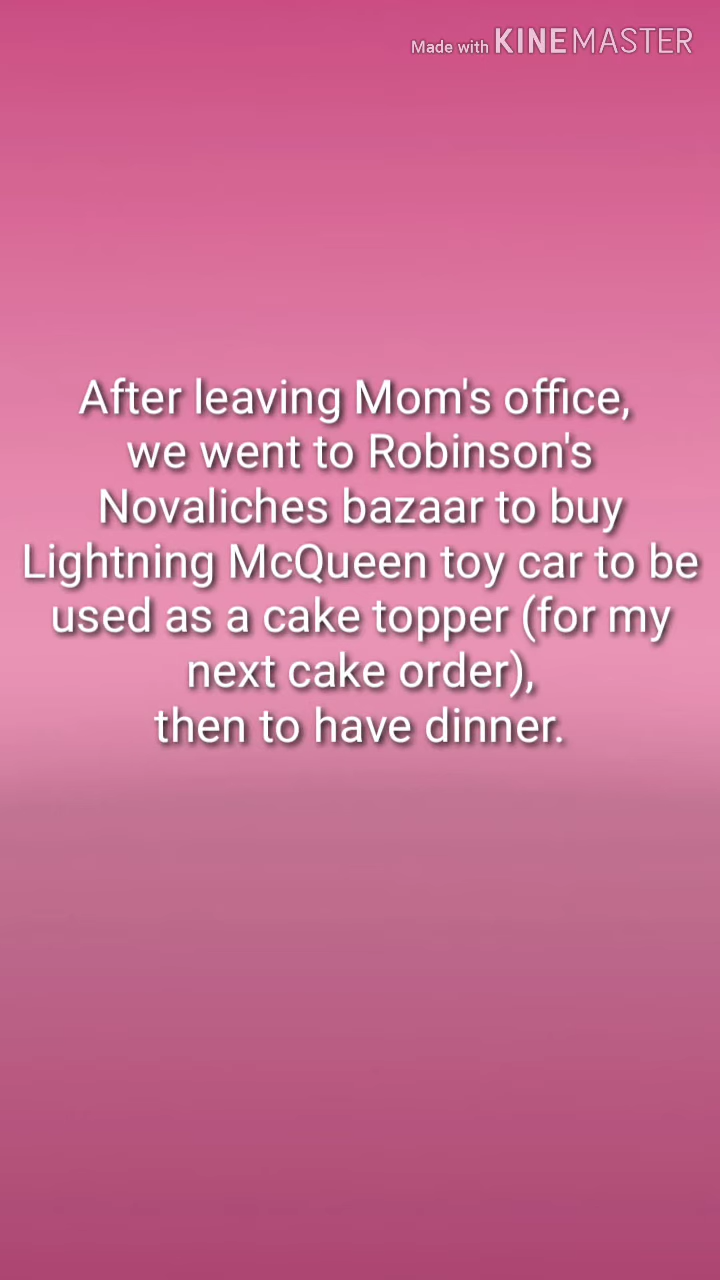 Made with KINEMASTER
After leaving Mom's office,
we went to Robinson's
Novaliches bazaar to buy
Lightning McQueen toy car to be
used as a cake topper (for my
next cake order),
then to have dinner.